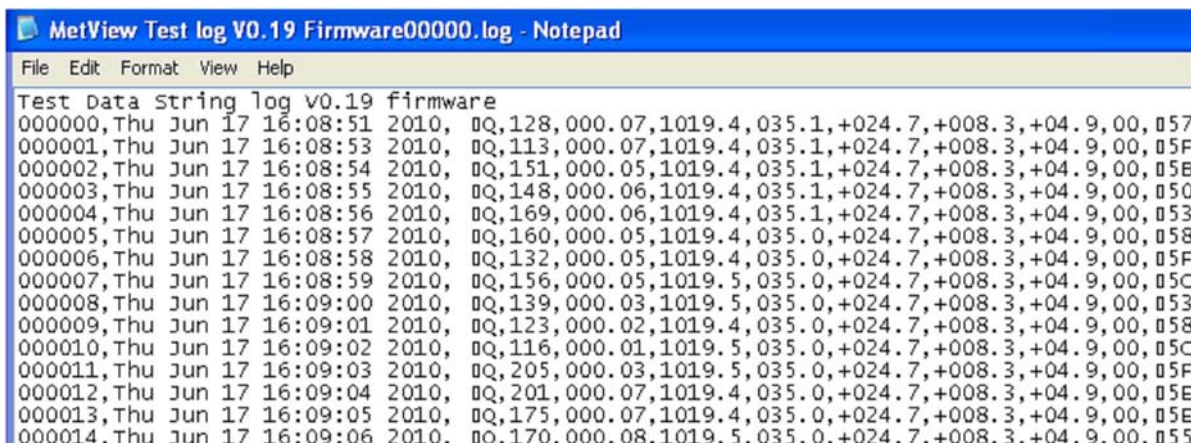 MetView Test log V0.19 Firmware00000.log - Notepad
File Edit Format View Help
Test Data String log V0.19 firmware
000000,Thu Jun 17 16:08:51 2010, ▯Q,128,000.07,1019.4,035.1,+024.7,+008.3,+04.9,00,▯57
000001,Thu Jun 17 16:08:53 2010, ▯Q,113,000.07,1019.4,035.1,+024.7,+008.3,+04.9,00,▯5F
000002,Thu Jun 17 16:08:54 2010, ▯Q,151,000.05,1019.4,035.1,+024.7,+008.3,+04.9,00,▯5B
000003,Thu Jun 17 16:08:55 2010, ▯Q,148,000.06,1019.4,035.1,+024.7,+008.3,+04.9,00,▯50
000004,Thu Jun 17 16:08:56 2010, ▯Q,169,000.06,1019.4,035.1,+024.7,+008.3,+04.9,00,▯53
000005,Thu Jun 17 16:08:57 2010, ▯Q,160,000.05,1019.4,035.0,+024.7,+008.3,+04.9,00,▯58
000006,Thu Jun 17 16:08:58 2010, ▯Q,132,000.05,1019.4,035.0,+024.7,+008.3,+04.9,00,▯5F
000007,Thu Jun 17 16:08:59 2010, ▯Q,156,000.05,1019.5,035.0,+024.7,+008.3,+04.9,00,▯5C
000008,Thu Jun 17 16:09:00 2010, ▯Q,139,000.03,1019.5,035.0,+024.7,+008.3,+04.9,00,▯53
000009,Thu Jun 17 16:09:01 2010, ▯Q,123,000.02,1019.4,035.0,+024.7,+008.3,+04.9,00,▯58
000010,Thu Jun 17 16:09:02 2010, ▯Q,116,000.01,1019.5,035.0,+024.7,+008.3,+04.9,00,▯5C
000011,Thu Jun 17 16:09:03 2010, ▯Q,205,000.03,1019.5,035.0,+024.7,+008.3,+04.9,00,▯5F
000012,Thu Jun 17 16:09:04 2010, ▯Q,201,000.07,1019.4,035.0,+024.7,+008.3,+04.9,00,▯5E
000013,Thu Jun 17 16:09:05 2010, ▯Q,175,000.07,1019.4,035.0,+024.7,+008.3,+04.9,00,▯5E
000014,Thu Jun 17 16:09:06 2010, ▯Q,170,000.08,1019.5,035.0,+024.7,+008.3,+04.9,00,▯55